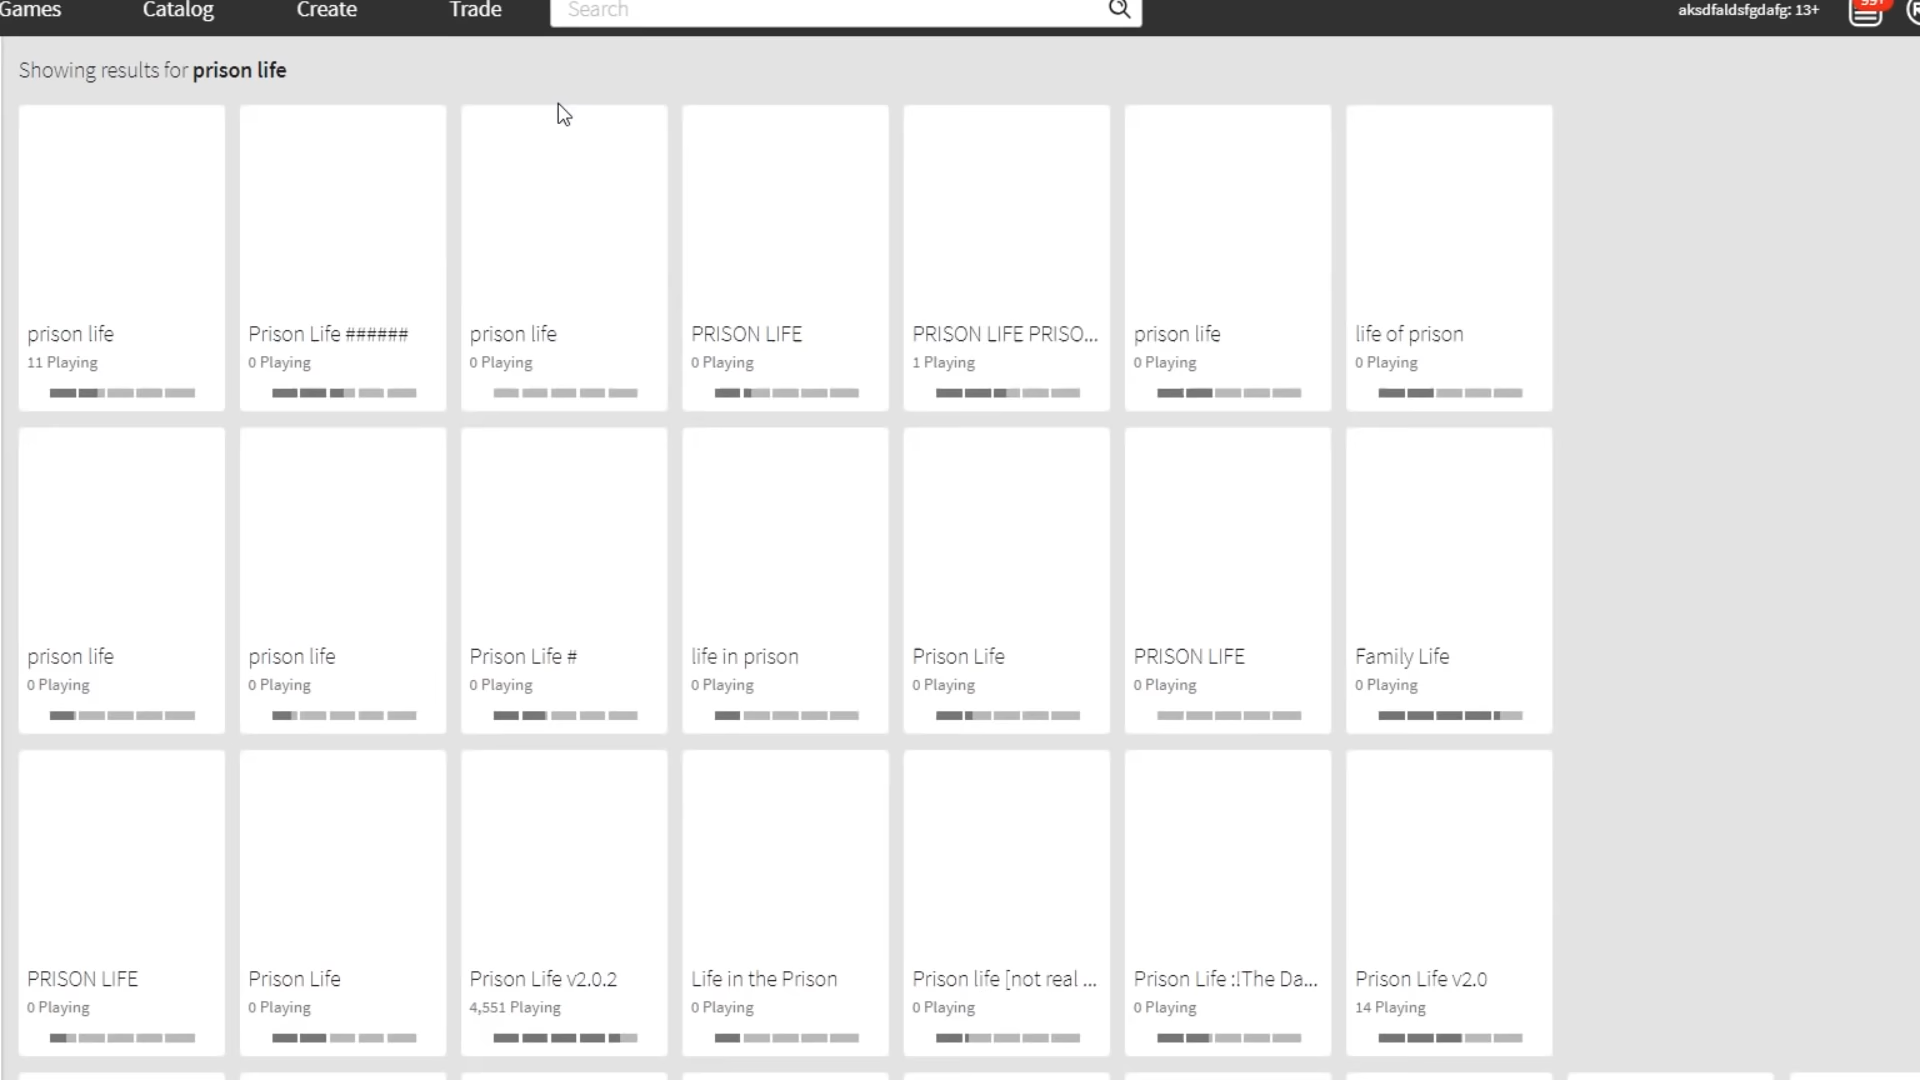 Games Catalog Create Trade Search aksdfaldsfgdafg: 13+ 99+
Showing results for prison life
prison life
11 Playing
Prison Life ######
0 Playing
prison life
0 Playing
PRISON LIFE
0 Playing
PRISON LIFE PRISO...
1 Playing
prison life
0 Playing
life of prison
0 Playing
prison life
0 Playing
prison life
0 Playing
Prison Life #
0 Playing
life in prison
0 Playing
Prison Life
0 Playing
PRISON LIFE
0 Playing
Family Life
0 Playing
PRISON LIFE
0 Playing
Prison Life
0 Playing
Prison Life v2.0.2
4,551 Playing
Life in the Prison
0 Playing
Prison life [not real ...
0 Playing
Prison Life :!The Da...
0 Playing
Prison Life v2.0
14 Playing